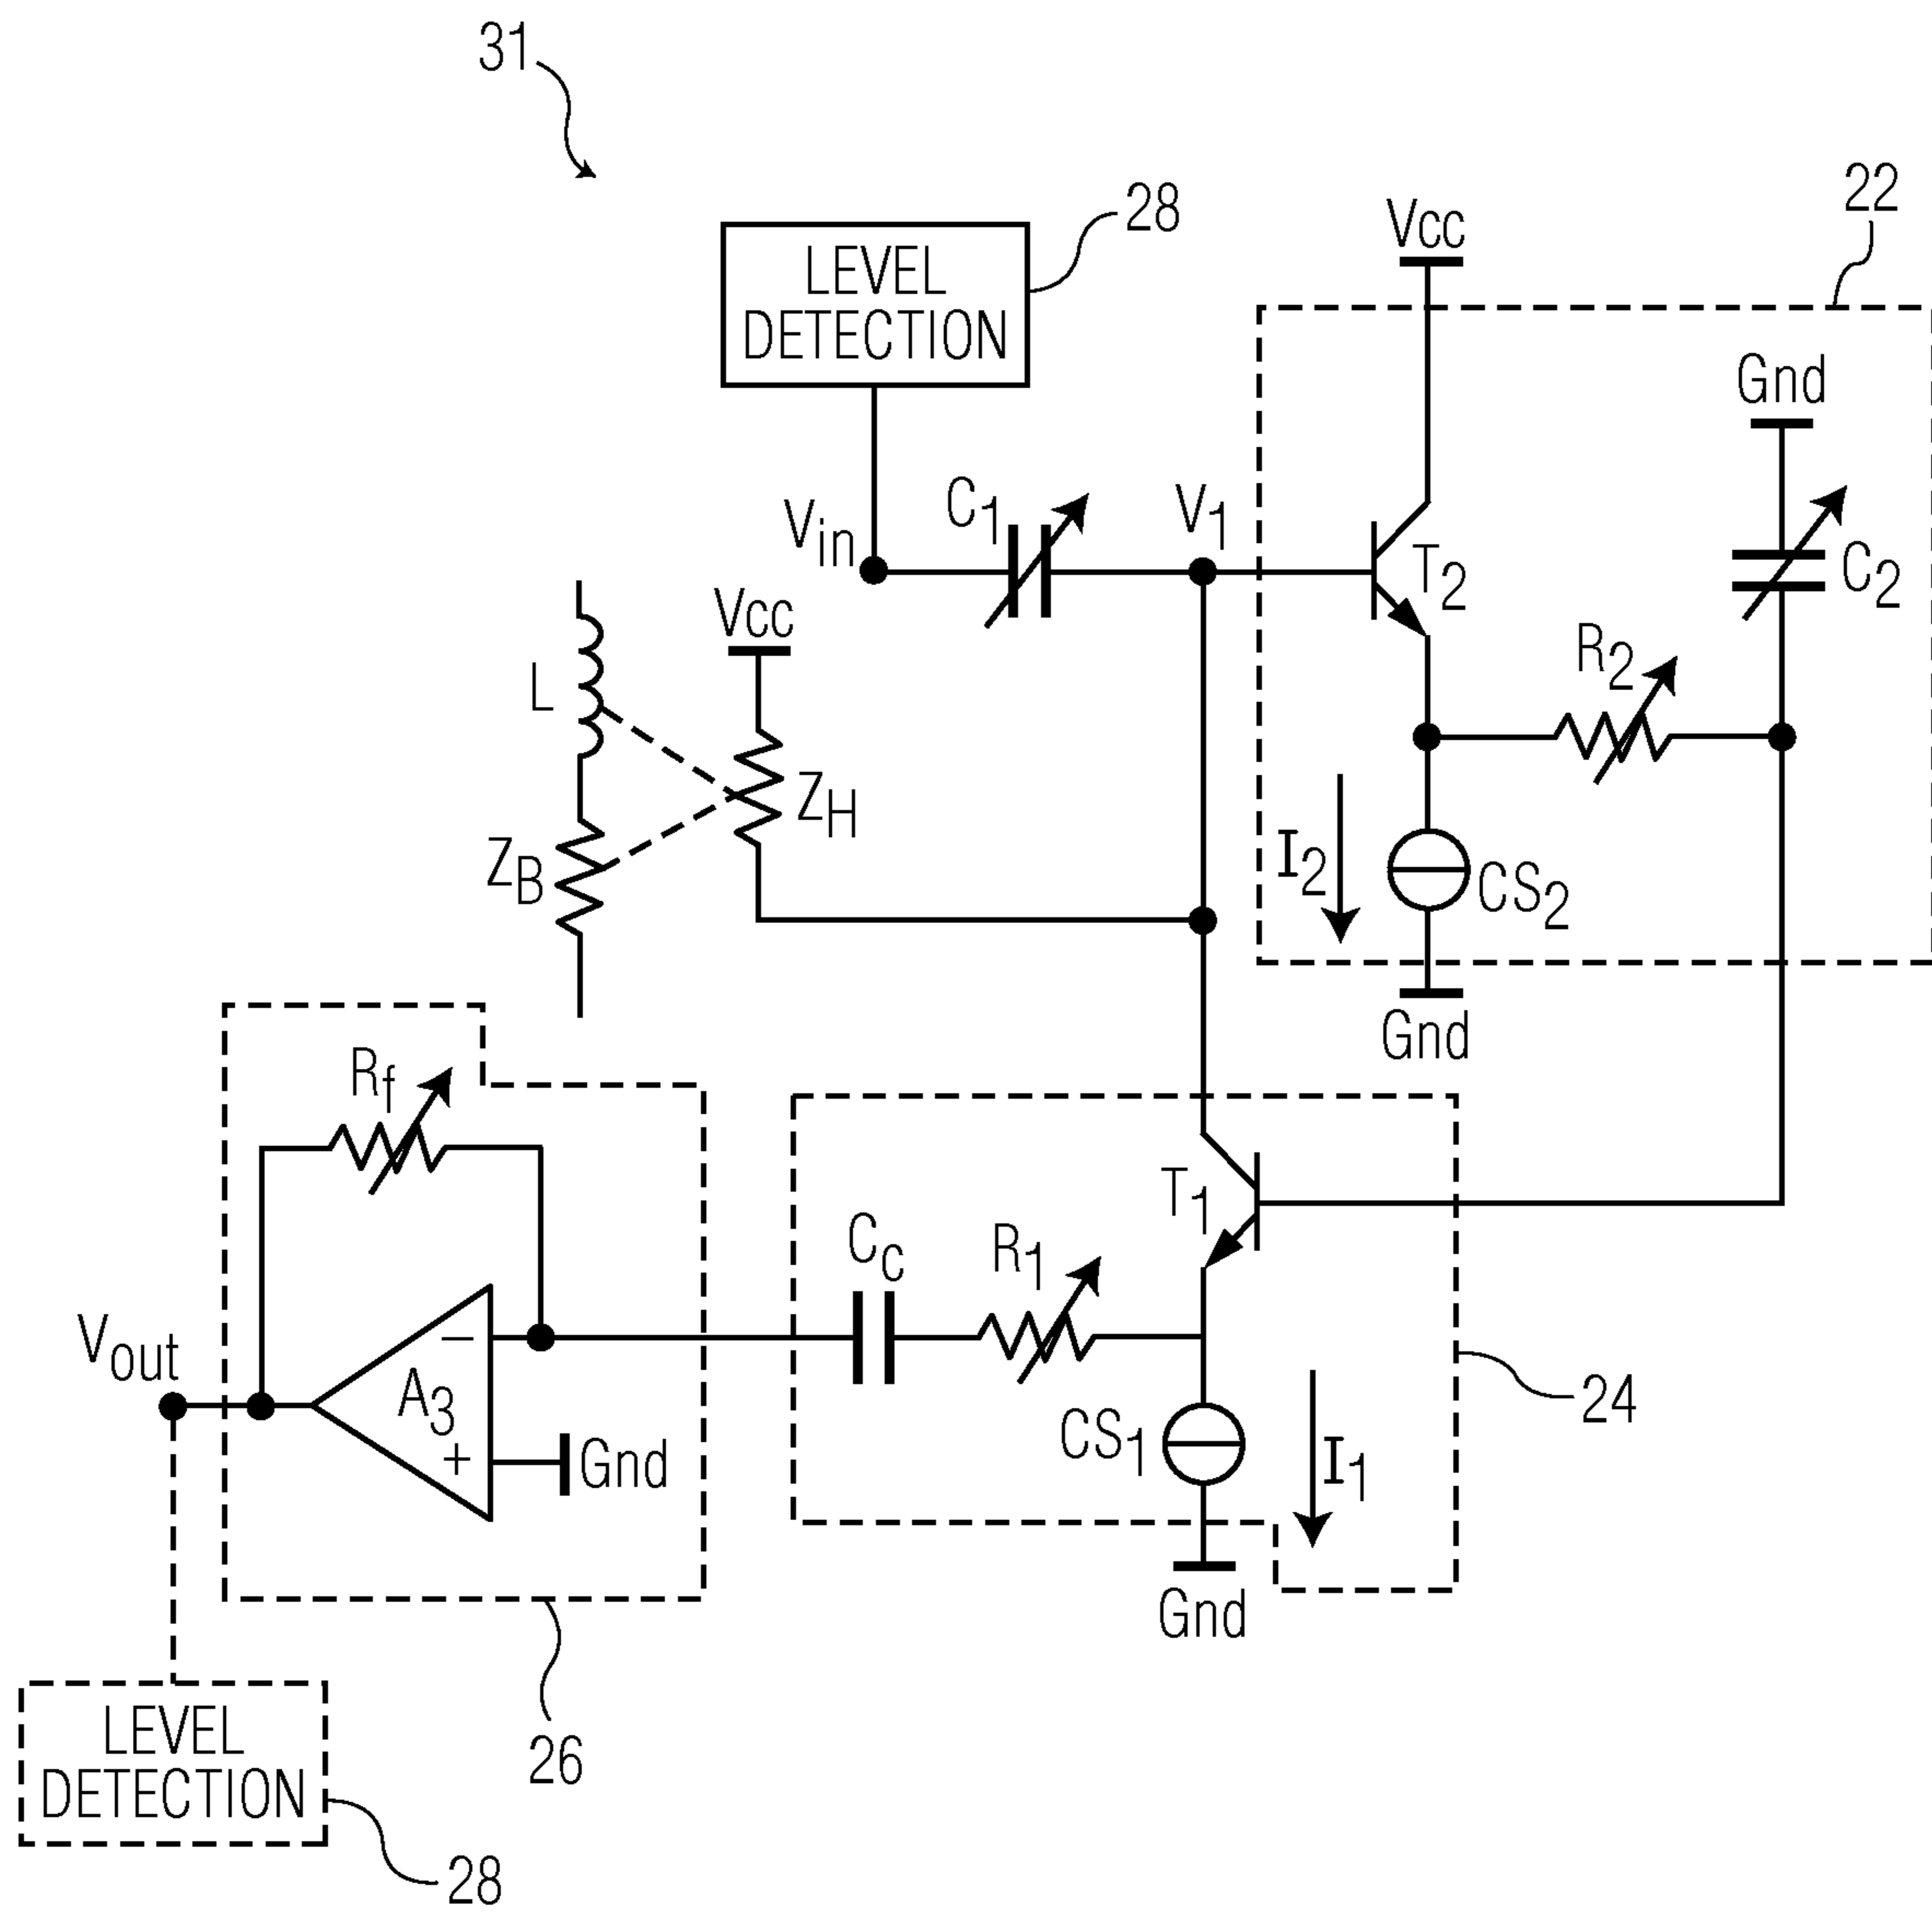 31
28
22
LEVEL
DETECTION
Vcc
Gnd
Vin
C1
V1
T2
C2
Vcc
R2
L
ZH
ZB
I2
CS2
Gnd
Rf
T1
Cc
R1
Vout
A3
−
+
Gnd
CS1
I1
24
Gnd
26
LEVEL
DETECTION
28